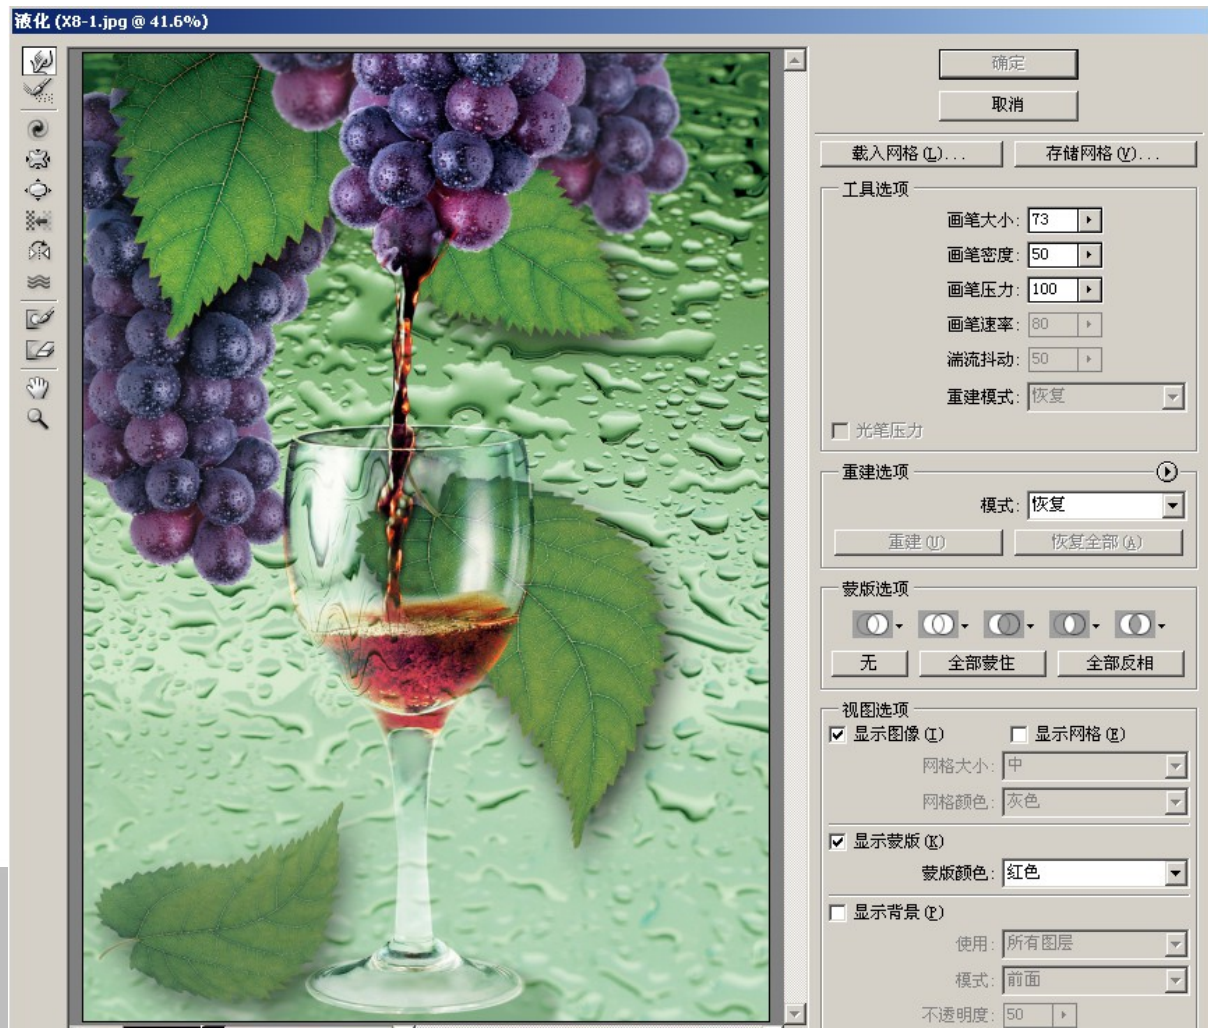 液化 (X8-1.jpg @ 41.6%)
确定
取消
载入网格(L)... 存储网格(V)...
工具选项
画笔大小: 73
画笔密度: 50
画笔压力: 100
画笔速率: 80
湍流抖动: 50
重建模式: 恢复
光笔压力
重建选项
模式: 恢复
重建(U) 恢复全部(A)
蒙版选项
无 全部蒙住 全部反相
视图选项
显示图像(I) 显示网格(E)
网格大小: 中
网格颜色: 灰色
显示蒙版(K)
蒙版颜色: 红色
显示背景(P)
使用: 所有图层
模式: 前面
不透明度: 50